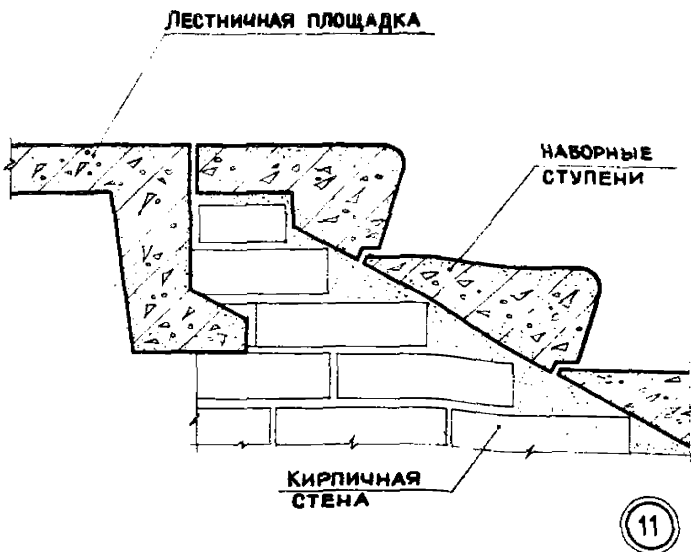 ЛЕСТНИЧНАЯ ПЛОЩАДКА
НАБОРНЫЕ
СТУПЕНИ
КИРПИЧНАЯ
СТЕНА
11